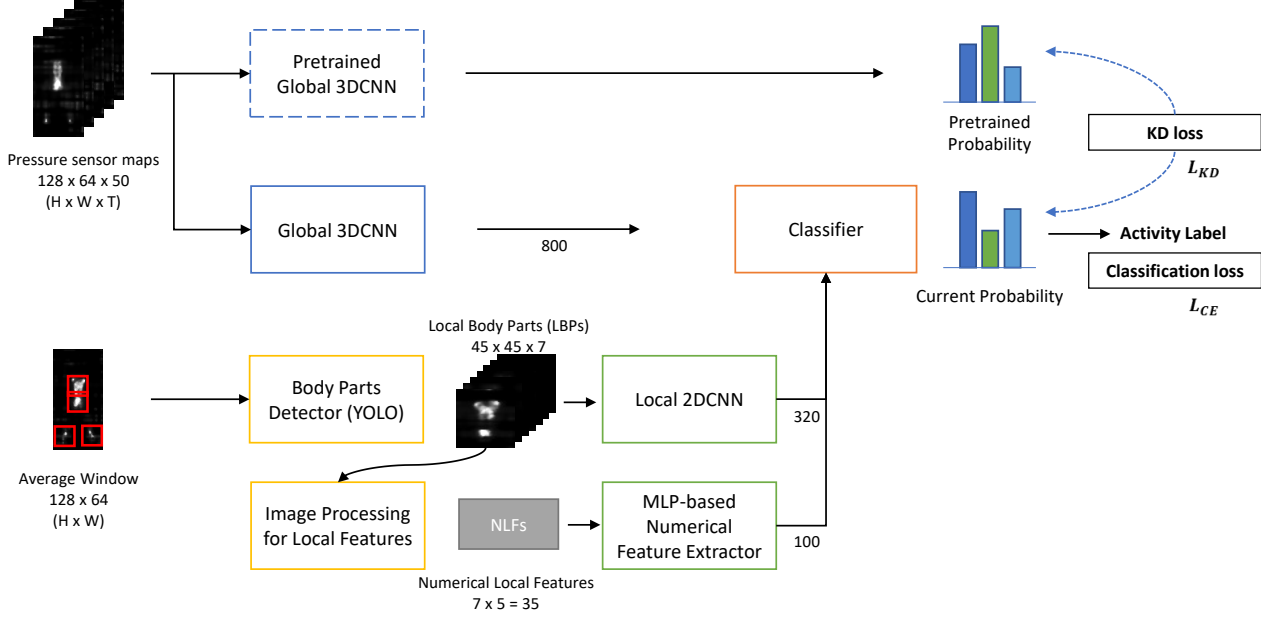 Pressure sensor maps
128 x 64 x 50
(H x W x T)
Pretrained
Global 3DCNN
Global 3DCNN
800
Classifier
Pretrained
Probability
KD loss
L_KD
Current Probability
Activity Label
Classification loss
L_CE
Average Window
128 x 64
(H x W)
Body Parts
Detector (YOLO)
Local Body Parts (LBPs)
45 x 45 x 7
Local 2DCNN
320
Image Processing
for Local Features
NLFs
Numerical Local Features
7 x 5 = 35
MLP-based
Numerical
Feature Extractor
100